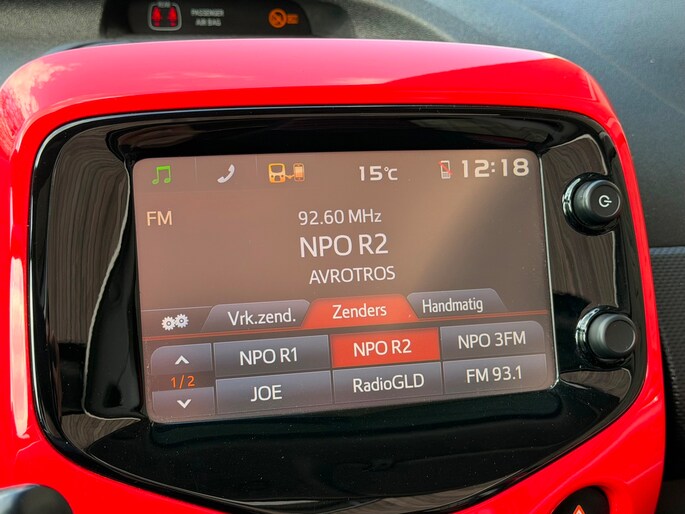 PASSENGER
AIR BAG
15°C 12:18
FM
92.60 MHz
NPO R2
AVROTROS
Vrk.zend. Zenders Handmatig
NPO R1 NPO R2 NPO 3FM
1/2
JOE RadioGLD FM 93.1